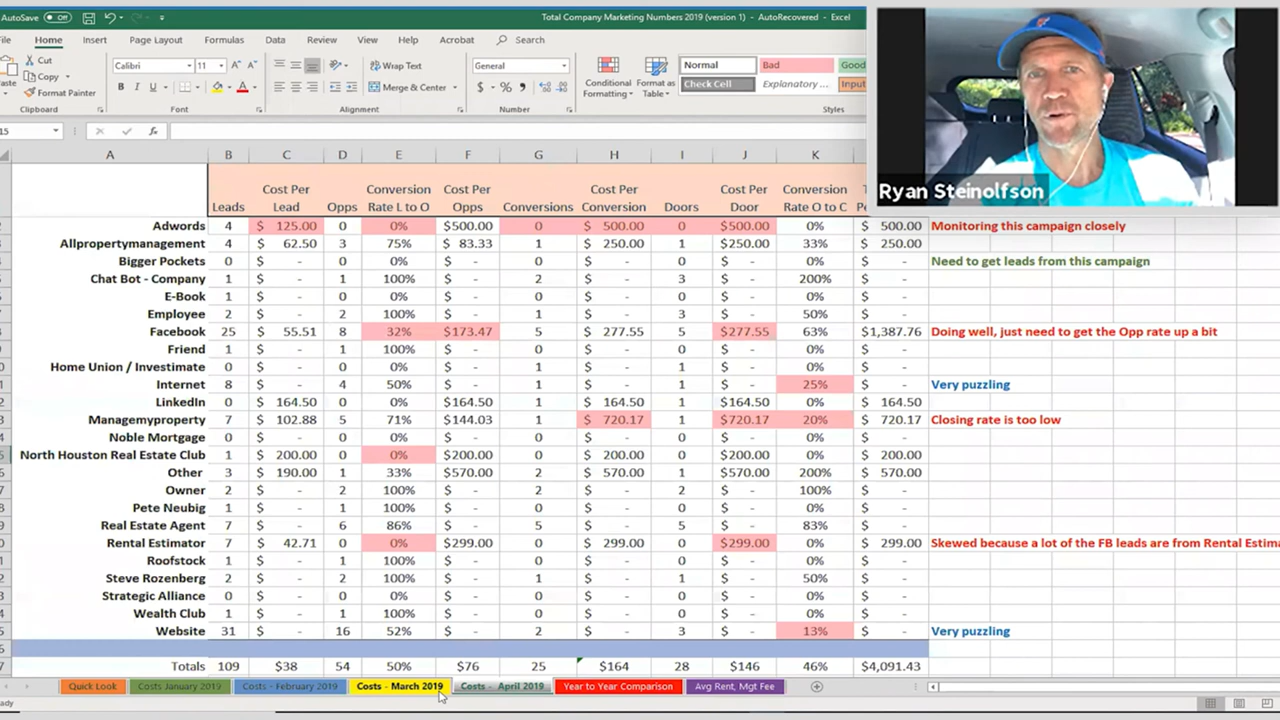 AutoSave Off Total Company Marketing Numbers 2019 (version 1) - AutoRecovered - Excel
File Home Insert Page Layout Formulas Data Review View Help Acrobat Search
Cut Calibri 11 Wrap Text General Normal Bad Good
Copy Conditional Format as
Paste Format Painter Merge & Center Formatting Table Check Cell Explanatory ... Input
Clipboard Font Alignment Number Styles
15 fx
A B C D E F G H I J K
Cost Per Conversion Cost Per Cost Per Cost Per Conversion
Leads Lead Opps Rate L to O Opps Conversions Conversion Doors Door Rate O to C
Adwords 4 $ 125.00 0 0% $500.00 0 $ 500.00 0 $500.00 0% $ 500.00 Monitoring this campaign closely
Allpropertymanagement 4 $ 62.50 3 75% $ 83.33 1 $ 250.00 1 $250.00 33% $ 250.00
Bigger Pockets 0 $ - 0 0% $ - 0 $ - 0 $ - 0% $ - Need to get leads from this campaign
Chat Bot - Company 1 $ - 1 100% $ - 2 $ - 3 $ - 200% $ -
E-Book 1 $ - 0 0% $ - 0 $ - 0 $ - 0% $ -
Employee 2 $ - 2 100% $ - 1 $ - 3 $ - 50% $ -
Facebook 25 $ 55.51 8 32% $173.47 5 $ 277.55 5 $277.55 63% $1,387.76 Doing well, just need to get the Opp rate up a bit
Friend 1 $ - 1 100% $ - 0 $ - 0 $ - 0% $ -
Home Union / Investimate 0 $ - 0 0% $ - 1 $ - 1 $ - 0% $ -
Internet 8 $ - 4 50% $ - 1 $ - 1 $ - 25% $ - Very puzzling
LinkedIn 0 $ 164.50 0 0% $164.50 1 $ 164.50 1 $164.50 0% $ 164.50
Managemyproperty 7 $ 102.88 5 71% $144.03 1 $ 720.17 1 $720.17 20% $ 720.17 Closing rate is too low
Noble Mortgage 0 $ - 0 0% $ - 0 $ - 0 $ - 0% $ -
North Houston Real Estate Club 1 $ 200.00 0 0% $200.00 0 $ 200.00 0 $200.00 0% $ 200.00
Other 3 $ 190.00 1 33% $570.00 2 $ 570.00 1 $570.00 200% $ 570.00
Owner 2 $ - 2 100% $ - 2 $ - 2 $ - 100% $ -
Pete Neubig 1 $ - 1 100% $ - 0 $ - 0 $ - 0% $ -
Real Estate Agent 7 $ - 6 86% $ - 5 $ - 5 $ - 83% $ -
Rental Estimator 7 $ 42.71 0 0% $299.00 0 $ 299.00 0 $299.00 0% $ 299.00 Skewed because a lot of the FB leads are from Rental Estima
Roofstock 1 $ - 1 100% $ - 0 $ - 0 $ - 0% $ -
Steve Rozenberg 2 $ - 2 100% $ - 1 $ - 1 $ - 50% $ -
Strategic Alliance 0 $ - 0 0% $ - 0 $ - 0 $ - 0% $ -
Wealth Club 1 $ - 1 100% $ - 0 $ - 0 $ - 0% $ -
Website 31 $ - 16 52% $ - 2 $ - 3 $ - 13% $ - Very puzzling
Totals 109 $38 54 50% $76 25 $164 28 $146 46% $4,091.43
Quick Look Costs January 2019 Costs - February 2019 Costs - March 2019 Costs - April 2019 Year to Year Comparison Avg Rent, Mgt Fee
Ryan Steinolfson